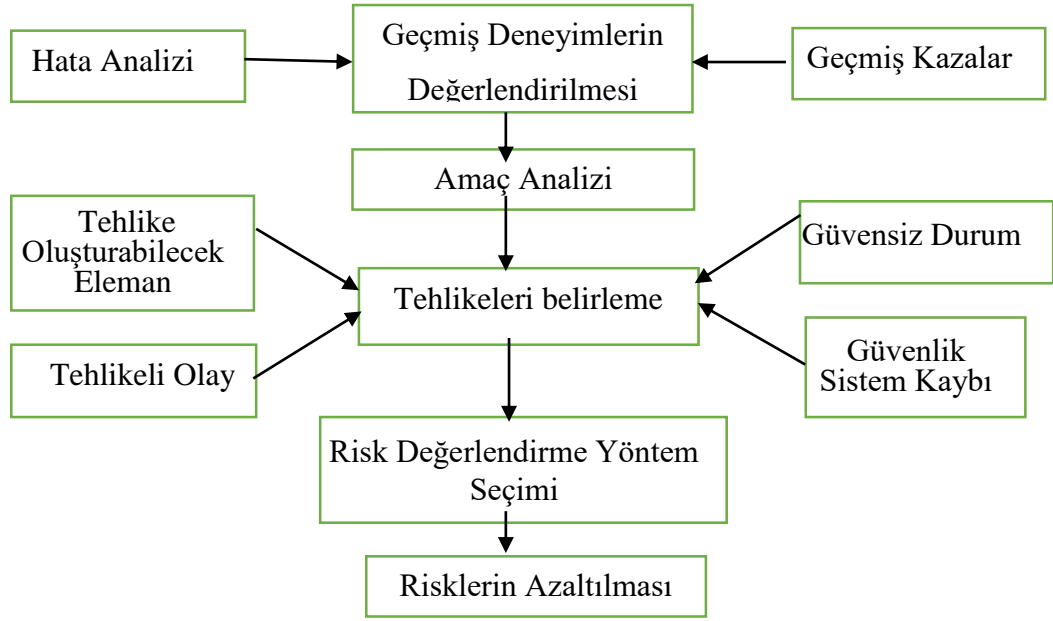 Hata Analizi
Geçmiş Deneyimlerin
Değerlendirilmesi
Geçmiş Kazalar
Amaç Analizi
Tehlike
Oluşturabilecek
Eleman
Güvensiz Durum
Tehlikeleri belirleme
Tehlikeli Olay
Güvenlik
Sistem Kaybı
Risk Değerlendirme Yöntem
Seçimi
Risklerin Azaltılması